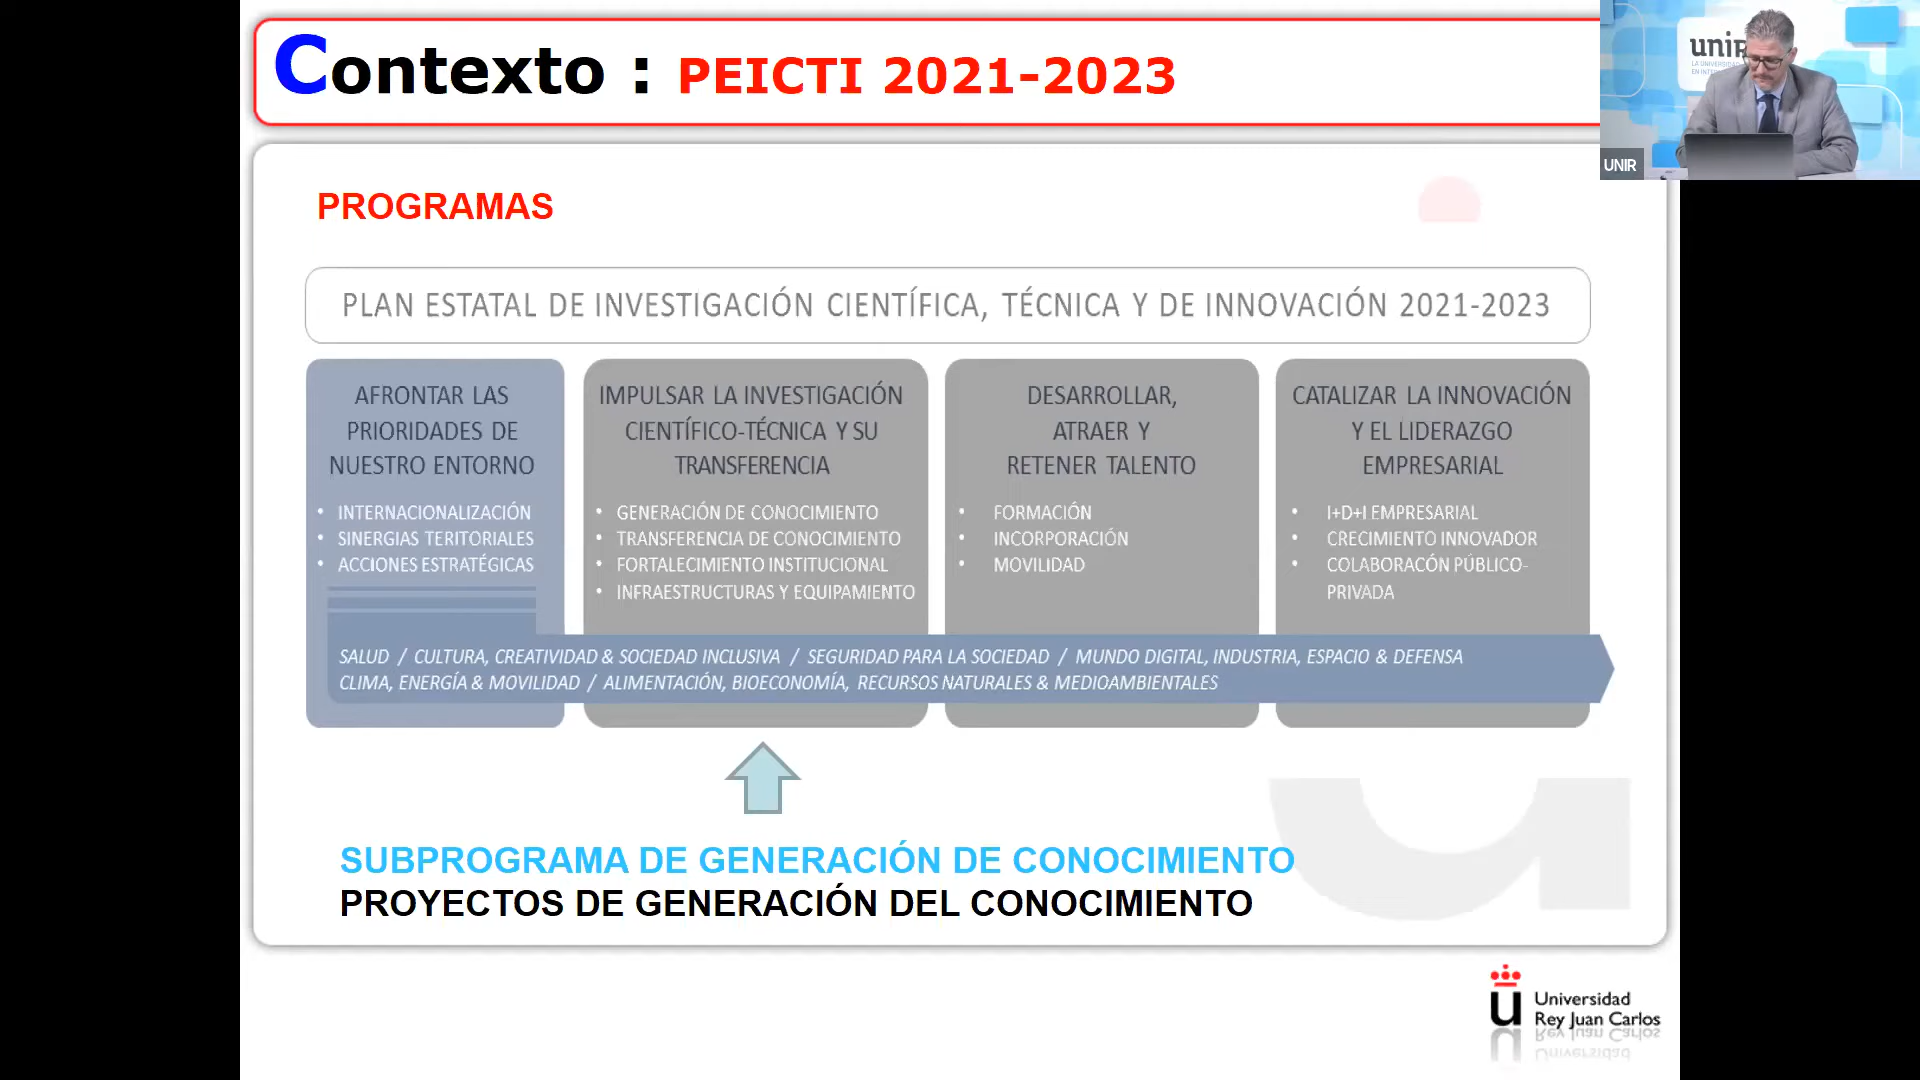 Contexto : PEICTI 2021-2023
UNIR
PROGRAMAS
PLAN ESTATAL DE INVESTIGACIÓN CIENTÍFICA, TÉCNICA Y DE INNOVACIÓN 2021-2023
AFRONTAR LAS
PRIORIDADES DE
NUESTRO ENTORNO
• INTERNACIONALIZACIÓN
• SINERGIAS TERITORIALES
• ACCIONES ESTRATÉGICAS
IMPULSAR LA INVESTIGACIÓN
CIENTÍFICO-TÉCNICA Y SU
TRANSFERENCIA
• GENERACIÓN DE CONOCIMIENTO
• TRANSFERENCIA DE CONOCIMIENTO
• FORTALECIMIENTO INSTITUCIONAL
• INFRAESTRUCTURAS Y EQUIPAMIENTO
DESARROLLAR,
ATRAER Y
RETENER TALENTO
• FORMACIÓN
• INCORPORACIÓN
• MOVILIDAD
CATALIZAR LA INNOVACIÓN
Y EL LIDERAZGO
EMPRESARIAL
• I+D+I EMPRESARIAL
• CRECIMIENTO INNOVADOR
• COLABORACÓN PÚBLICO-
PRIVADA
SALUD / CULTURA, CREATIVIDAD & SOCIEDAD INCLUSIVA / SEGURIDAD PARA LA SOCIEDAD / MUNDO DIGITAL, INDUSTRIA, ESPACIO & DEFENSA
CLIMA, ENERGÍA & MOVILIDAD / ALIMENTACIÓN, BIOECONOMÍA, RECURSOS NATURALES & MEDIOAMBIENTALES
SUBPROGRAMA DE GENERACIÓN DE CONOCIMIENTO
PROYECTOS DE GENERACIÓN DEL CONOCIMIENTO
Universidad
Rey Juan Carlos